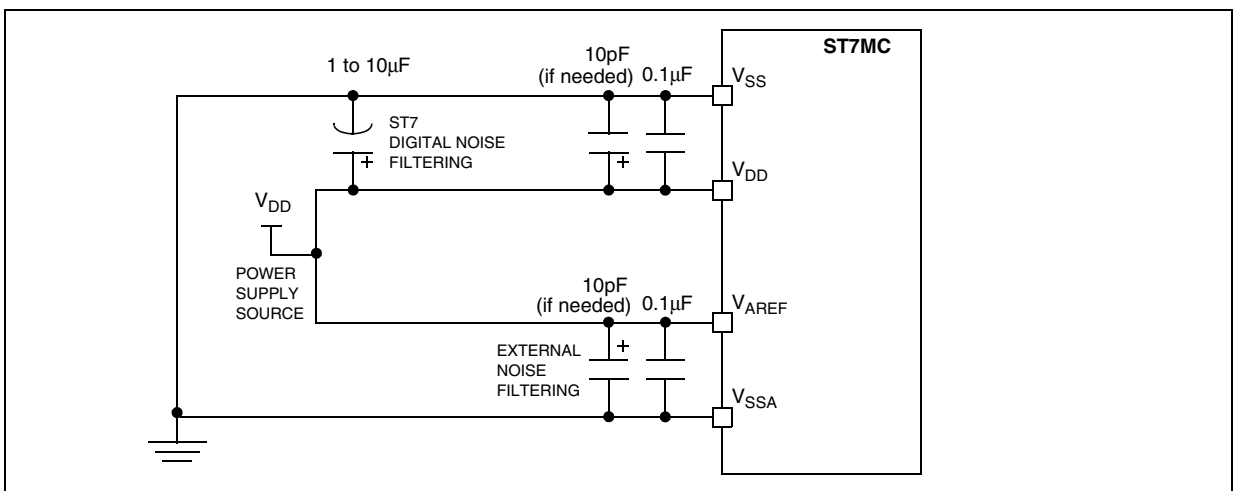 ST7MC
10pF
1 to 10μF
(if needed) 0.1μF
VSS
ST7
DIGITAL NOISE
+ FILTERING
+
VDD
VDD
POWER
SUPPLY
SOURCE
10pF
(if needed) 0.1μF
VAREF
+
EXTERNAL
NOISE
FILTERING
VSSA